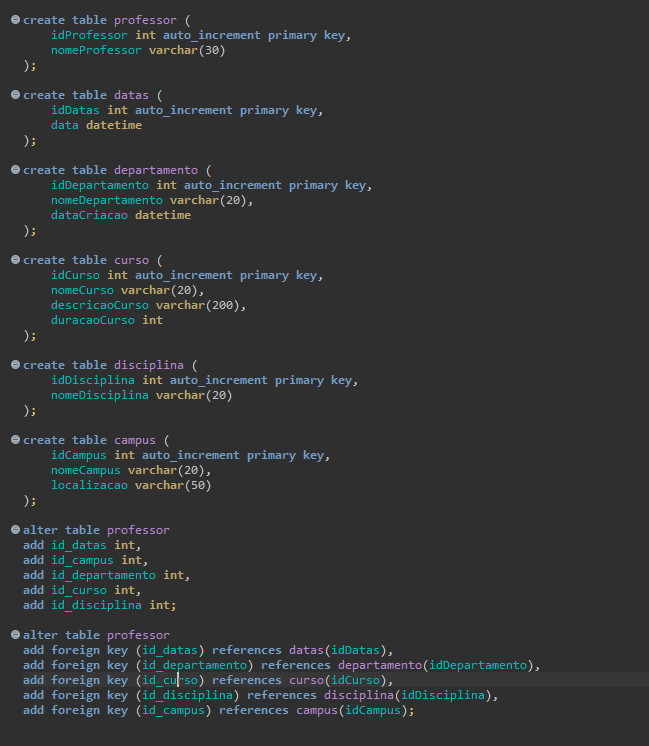 create table professor (
idProfessor int auto_increment primary key,
nomeProfessor varchar(30)
);
create table datas (
idDatas int auto_increment primary key,
data datetime
);
create table departamento (
idDepartamento int auto_increment primary key,
nomeDepartamento varchar(20),
dataCriacao datetime
);
create table curso (
idCurso int auto_increment primary key,
nomeCurso varchar(20),
descricaoCurso varchar(200),
duracaoCurso int
);
create table disciplina (
idDisciplina int auto_increment primary key,
nomeDisciplina varchar(20)
);
create table campus (
idCampus int auto_increment primary key,
nomeCampus varchar(20),
localizacao varchar(50)
);
alter table professor
add id_datas int,
add id_campus int,
add id_departamento int,
add id_curso int,
add id_disciplina int;
alter table professor
add foreign key (id_datas) references datas(idDatas),
add foreign key (id_departamento) references departamento(idDepartamento),
add foreign key (id_curso) references curso(idCurso),
add foreign key (id_disciplina) references disciplina(idDisciplina),
add foreign key (id_campus) references campus(idCampus);